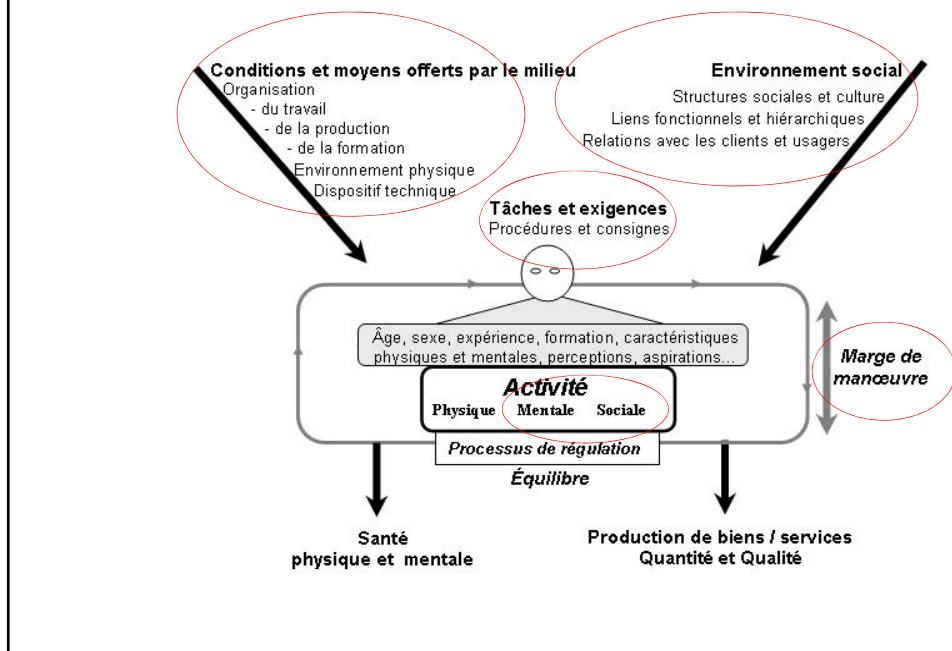 Conditions et moyens offerts par le milieu
Organisation
- du travail
- de la production
- de la formation
Environnement physique
Dispositif technique
Environnement social
Structures sociales et culture
Liens fonctionnels et hiérarchiques
Relations avec les clients et usagers
Tâches et exigences
Procédures et consignes
Âge, sexe, expérience, formation, caractéristiques
physiques et mentales, perceptions, aspirations...
Activité
Physique Mentale Sociale
Processus de régulation
Équilibre
Marge de
manœuvre
Santé
physique et mentale
Production de biens / services
Quantité et Qualité